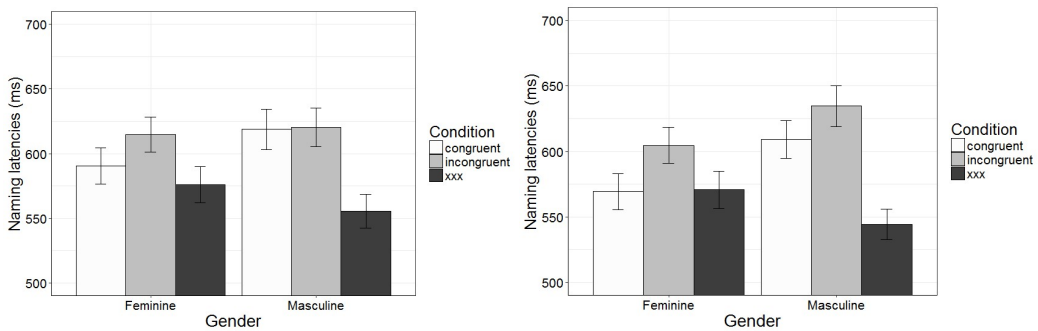 700
650
600
550
500
Naming latencies (ms)
Feminine
Masculine
Gender
Condition
congruent
incongruent
xxx
700
650
600
550
500
Naming latencies (ms)
Feminine
Masculine
Gender
Condition
congruent
incongruent
xxx